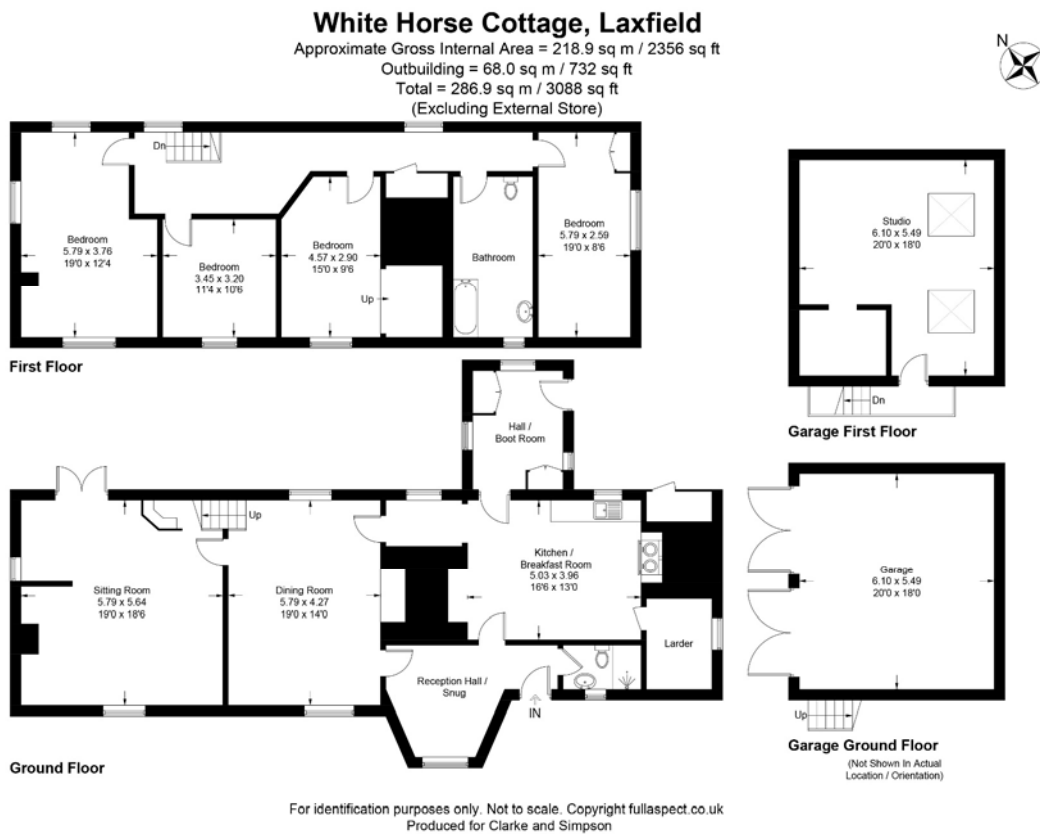 White Horse Cottage, Laxfield
Approximate Gross Internal Area = 218.9 sq m / 2356 sq ft
Outbuilding = 68.0 sq m / 732 sq ft
Total = 286.9 sq m / 3088 sq ft
(Excluding External Store)
N
Dn
Bedroom
5.79 x 3.76
19'0 x 12'4
Bedroom
3.45 x 3.20
11'4 x 10'6
Bedroom
4.57 x 2.90
15'0 x 9'6
Up
Bathroom
Bedroom
5.79 x 2.59
19'0 x 8'6
First Floor
Studio
6.10 x 5.49
20'0 x 18'0
Dn
Garage First Floor
Hall /
Boot Room
Up
Sitting Room
5.79 x 5.64
19'0 x 18'6
Dining Room
5.79 x 4.27
19'0 x 14'0
Kitchen /
Breakfast Room
5.03 x 3.96
16'6 x 13'0
Larder
Reception Hall /
Snug
IN
Ground Floor
Garage
6.10 x 5.49
20'0 x 18'0
Up
Garage Ground Floor
(Not Shown In Actual
Location / Orientation)
For identification purposes only. Not to scale. Copyright fullaspect.co.uk
Produced for Clarke and Simpson